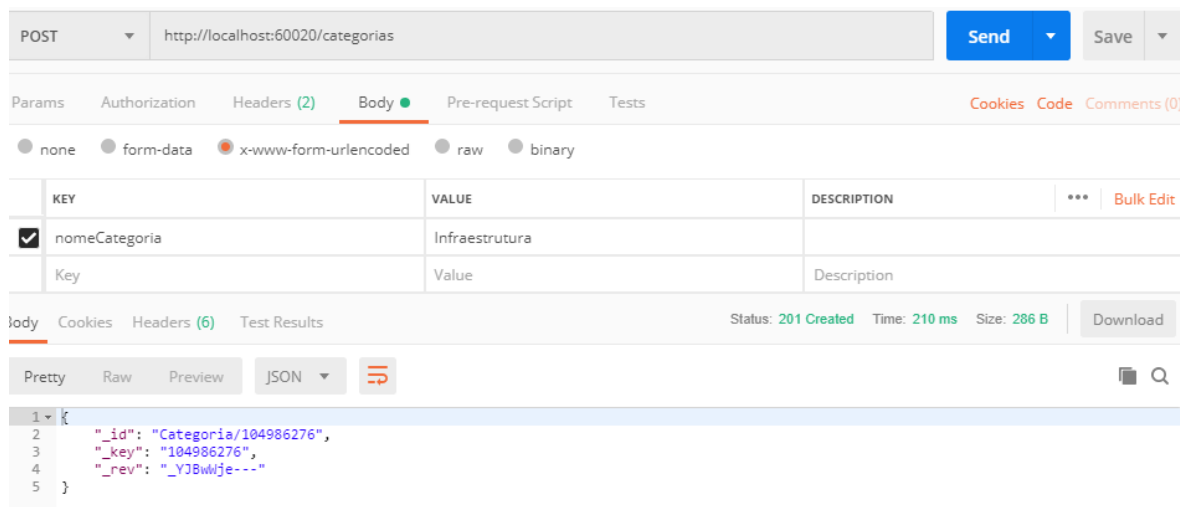 POST http://localhost:60020/categorias Send Save
Params Authorization Headers (2) Body Pre-request Script Tests Cookies Code Comments (0)
none form-data x-www-form-urlencoded raw binary
KEY VALUE DESCRIPTION ••• Bulk Edit
nomeCategoria Infraestrutura
Key Value Description
Body Cookies Headers (6) Test Results Status: 201 Created Time: 210 ms Size: 286 B Download
Pretty Raw Preview JSON
1 {
2 "_id": "Categoria/104986276",
3 "_key": "104986276",
4 "_rev": "_YJBwWje---"
5 }